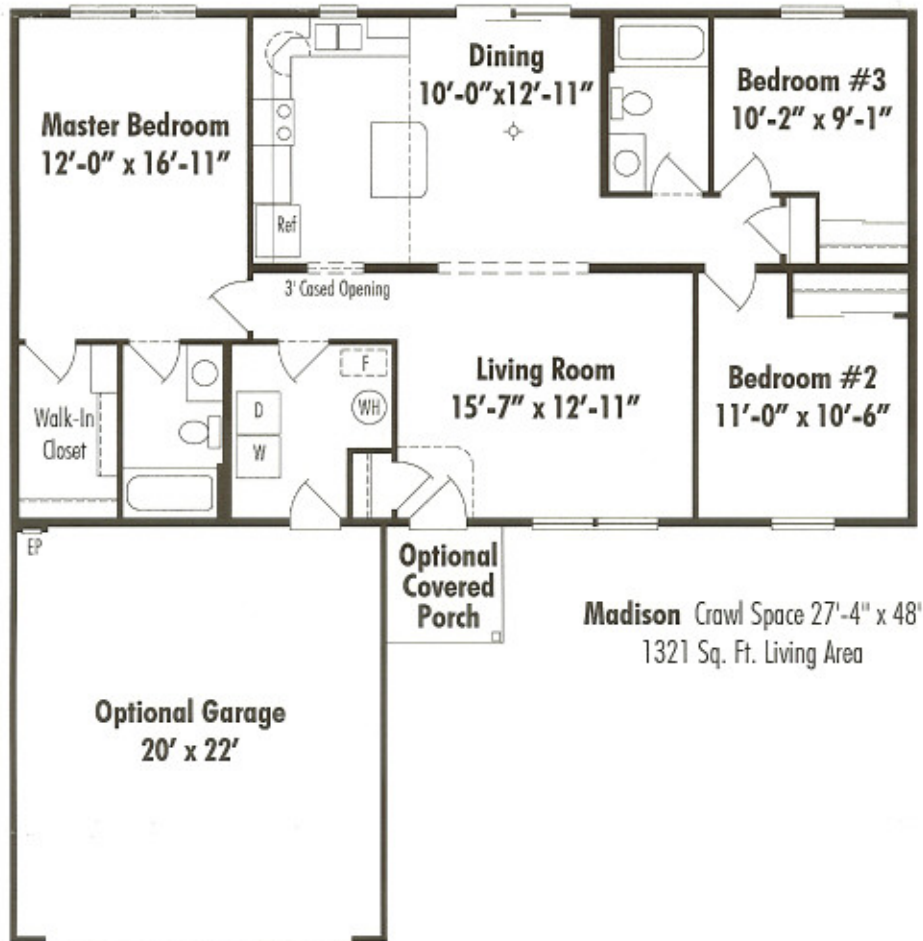 Master Bedroom
12'-0" x 16'-11"
Dining
10'-0"x12'-11"
Bedroom #3
10'-2" x 9'-1"
Ref
3' Cased Opening
Living Room
15'-7" x 12'-11"
Bedroom #2
11'-0" x 10'-6"
Walk-In
Closet
D
W
F
WH
EP
Optional
Covered
Porch
Madison Crawl Space 27'-4" x 48'
1321 Sq. Ft. Living Area
Optional Garage
20' x 22'